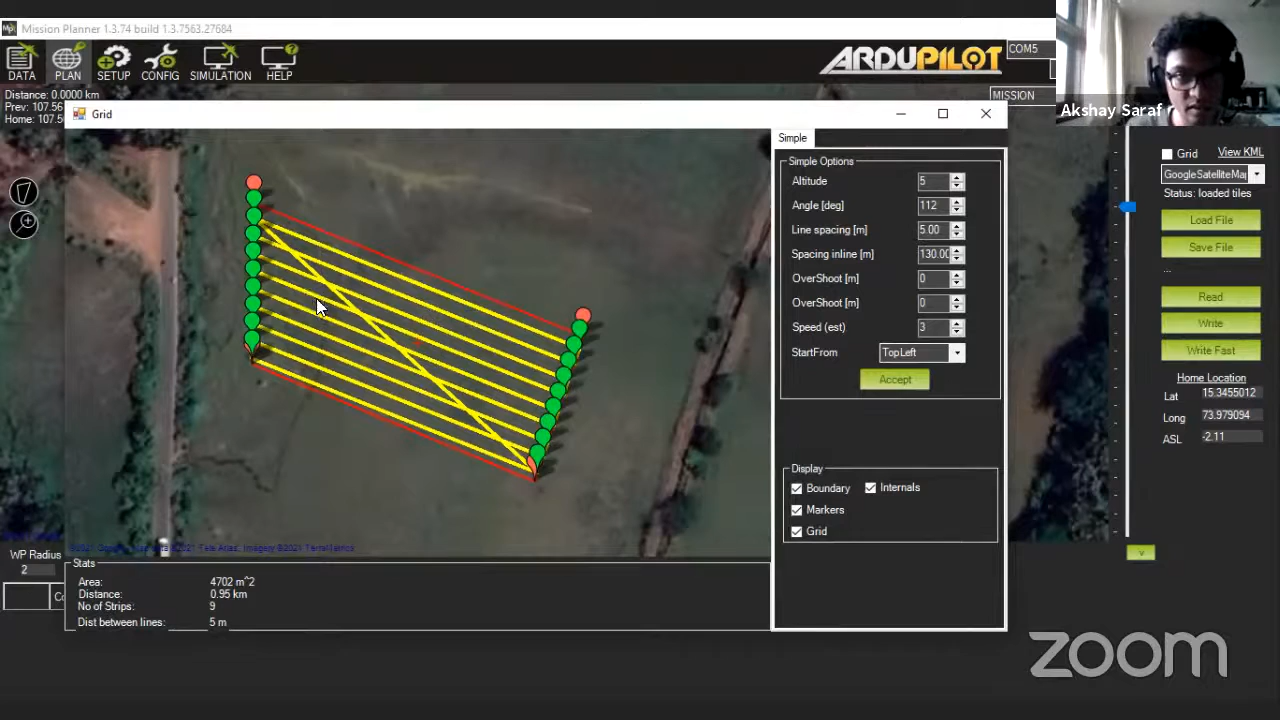 Mission Planner 1.3.74 build 1.3.7563.27684
DATA
PLAN
SETUP
CONFIG
SIMULATION
HELP
ARDUPILOT
COM5
Distance: 0.0000 km
Prev: 107.56
Home: 107.5
MISSION
Akshay Saraf
Grid
Simple
Simple Options
Altitude 5
Angle [deg] 112
Line spacing [m] 5.00
Spacing inline [m] 130.00
OverShoot [m] 0
OverShoot [m] 0
Speed (est) 3
StartFrom TopLeft
Accept
Display
Boundary
Internals
Markers
Grid
Grid
View KML
GoogleSatelliteMap
Status: loaded tiles
Load File
Save File
...
Read
Write
Write Fast
Home Location
Lat 15.3455012
Long 73.979094
ASL -2.11
v
WP Radius
2
Stats
Area: 4702 m^2
Distance: 0.95 km
No of Strips: 9
Dist between lines: 5 m
zoom